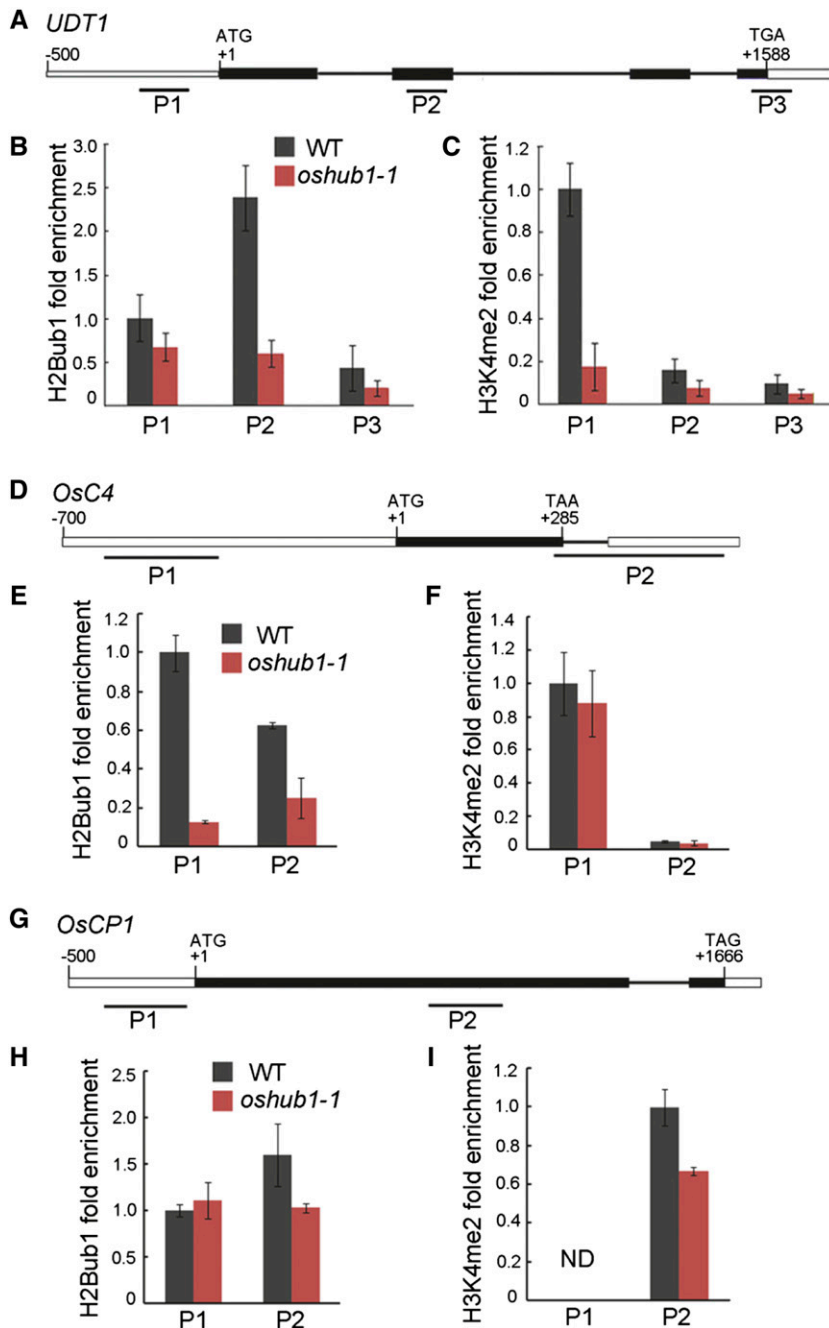 A UDT1
-500
ATG
+1
TGA
+1588
P1
P2
P3
B
H2Bub1 fold enrichment
3.0
2.5
2.0
1.5
1.0
0.5
0
WT
oshub1-1
P1 P2 P3
C
H3K4me2 fold enrichment
1.2
1.0
0.8
0.6
0.4
0.2
0
P1 P2 P3
D OsC4
-700
ATG
+1
TAA
+285
P1
P2
E
H2Bub1 fold enrichment
1.2
1.0
0.8
0.6
0.4
0.2
0
WT
oshub1-1
P1 P2
F
H3K4me2 fold enrichment
1.4
1.2
1.0
0.8
0.6
0.4
0.2
0
P1 P2
G OsCP1
-500
ATG
+1
TAG
+1666
P1
P2
H
H2Bub1 fold enrichment
2.5
2.0
1.5
1.0
0.5
0
WT
oshub1-1
P1 P2
I
H3K4me2 fold enrichment
1.2
1.0
0.8
0.6
0.4
0.2
0
ND
P1 P2